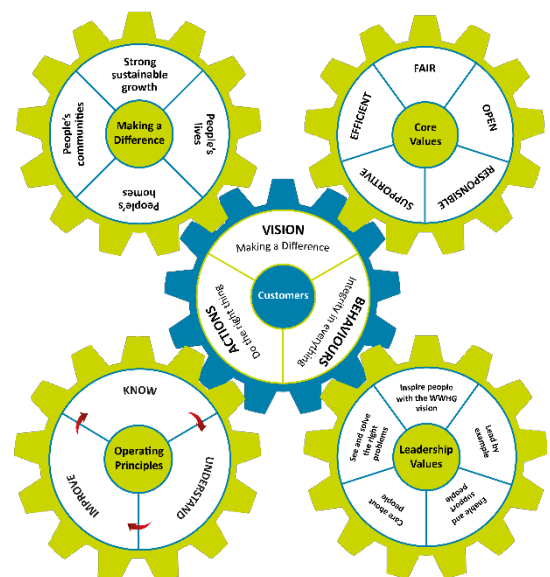 Strong
sustainable
growth
People's
communities
Making a
Difference
People's
lives
People's
homes
FAIR
EFFICIENT
OPEN
Core
Values
SUPPORTIVE
RESPONSIBLE
VISION
Making a Difference
Customers
ACTIONS
Do the right thing
BEHAVIOURS
Integrity in everything
KNOW
Operating
Principles
IMPROVE
UNDERSTAND
Inspire people
with the WWHG
vision
See and solve
the right
problems
Lend by
example
Leadership
Values
Care about
people
Enable and
support
people